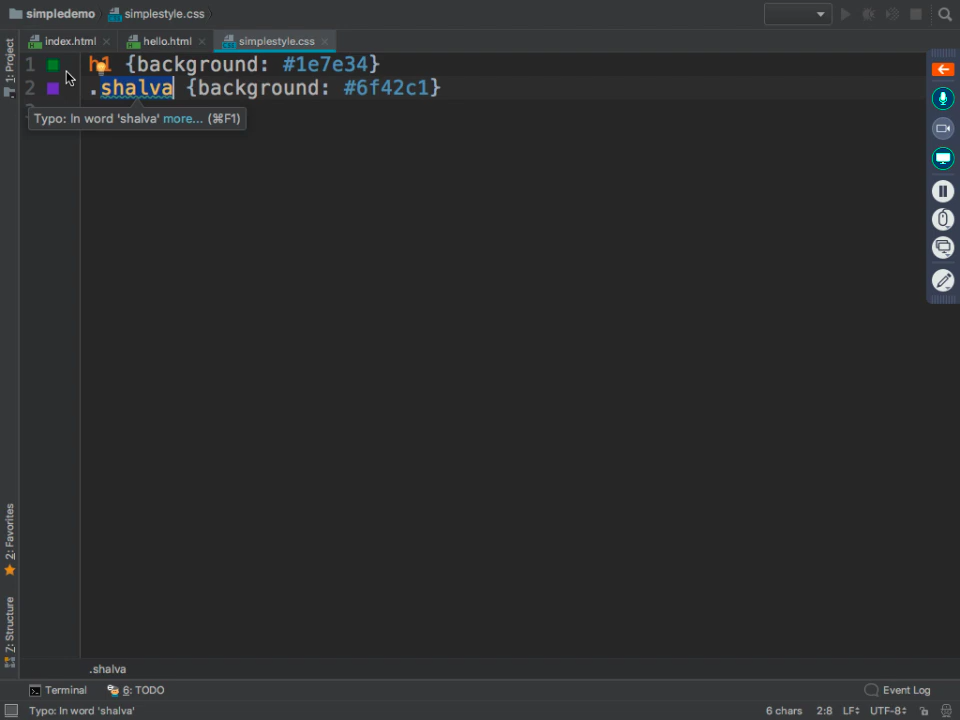 simpledemo
simplestyle.css
1: Project
index.html
hello.html
simplestyle.css
1 h1 {background: #1e7e34}
2 .shalva {background: #6f42c1}
Typo: In word 'shalva' more... (⌘F1)
2: Favorites
7: Structure
.shalva
Terminal
6: TODO
Event Log
Typo: In word 'shalva'
6 chars
2:8
LF
UTF-8